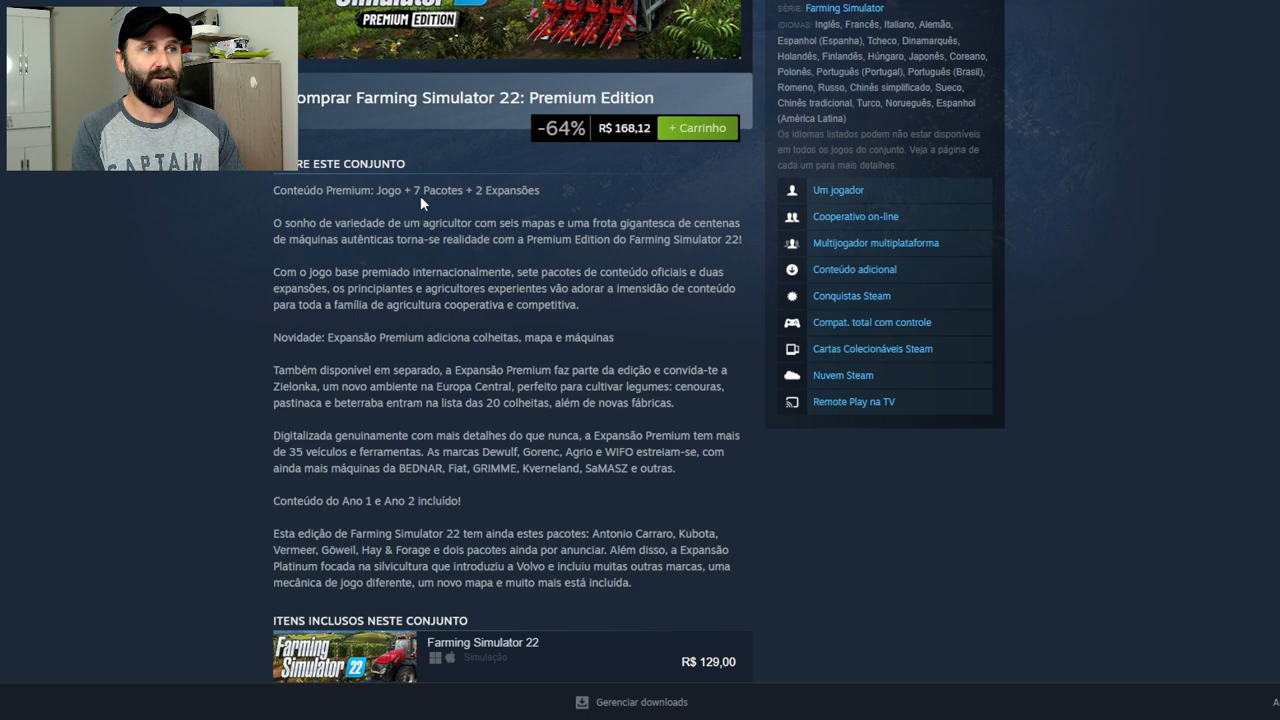 Simulator 22
PREMIUM EDITION
omprar Farming Simulator 22: Premium Edition
-64%
R$ 168,12
+ Carrinho
RE ESTE CONJUNTO
Conteúdo Premium: Jogo + 7 Pacotes + 2 Expansões
O sonho de variedade de um agricultor com seis mapas e uma frota gigantesca de centenas
de máquinas autênticas torna-se realidade com a Premium Edition do Farming Simulator 22!
Com o jogo base premiado internacionalmente, sete pacotes de conteúdo oficiais e duas
expansões, os principiantes e agricultores experientes vão adorar a imensidão de conteúdo
para toda a família de agricultura cooperativa e competitiva.
Novidade: Expansão Premium adiciona colheitas, mapa e máquinas
Também disponível em separado, a Expansão Premium faz parte da edição e convida-te a
Zielonka, um novo ambiente na Europa Central, perfeito para cultivar legumes: cenouras,
pastinaca e beterraba entram na lista das 20 colheitas, além de novas fábricas.
Digitalizada genuinamente com mais detalhes do que nunca, a Expansão Premium tem mais
de 35 veículos e ferramentas. As marcas Dewulf, Gorenc, Agrio e WIFO estreiam-se, com
ainda mais máquinas da BEDNAR, Fiat, GRIMME, Kverneland, SaMASZ e outras.
Conteúdo do Ano 1 e Ano 2 incluído!
Esta edição de Farming Simulator 22 tem ainda estes pacotes: Antonio Carraro, Kubota,
Vermeer, Göweil, Hay & Forage e dois pacotes ainda por anunciar. Além disso, a Expansão
Platinum focada na silvicultura que introduziu a Volvo e incluiu muitas outras marcas, uma
mecânica de jogo diferente, um novo mapa e muito mais está incluída.
ITENS INCLUSOS NESTE CONJUNTO
Farming
Simulator 22
Farming Simulator 22
Simulação
R$ 129,00
SÉRIE: Farming Simulator
IDIOMAS: Inglês, Francês, Italiano, Alemão,
Espanhol (Espanha), Tcheco, Dinamarquês,
Holandês, Finlandês, Húngaro, Japonês, Coreano,
Polonês, Português (Portugal), Português (Brasil),
Romeno, Russo, Chinês simplificado, Sueco,
Chinês tradicional, Turco, Norueguês, Espanhol
(América Latina)
Os idiomas listados podem não estar disponíveis
em todos os jogos do conjunto. Veja a página de
cada um para mais detalhes.
Um jogador
Cooperativo on-line
Multijogador multiplataforma
Conteúdo adicional
Conquistas Steam
Compat. total com controle
Cartas Colecionáveis Steam
Nuvem Steam
Remote Play na TV
CAPTAIN
Gerenciar downloads
A